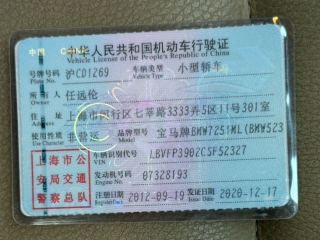 中华人民共和国机动车行驶证
Vehicle License of the People's Republic of China
号牌号码 沪CD1269 车辆类型 小型轿车
Plate No. Vehicle Type
所有人 任远伦
Owner
住址 上海市闵行区七莘路3333弄5区11号301室
Address
使用性质 非营运 品牌型号 宝马牌BMW7251ML(BMW523
Use Character Model
上海市公 车辆识别代号 LBVFP3902CSF52327
VIN
安局交通 发动机号码 07328193
Engine No.
警察总队 注册日期 2012-09-19 发证日期 2020-12-17
Register Date Issue Date